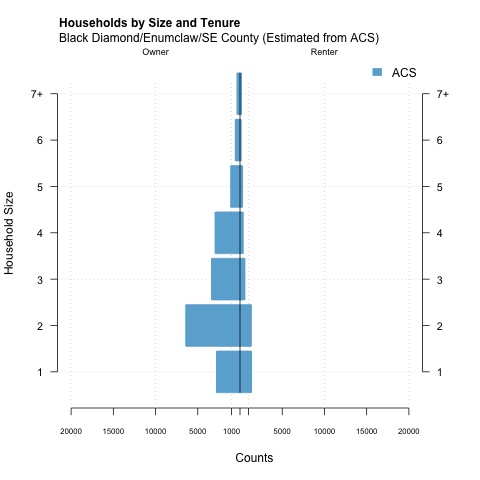 Households by Size and Tenure
Black Diamond/Enumclaw/SE County (Estimated from ACS)
Owner Renter
ACS
7+ 7+
6 6
5 5
4 4
3 3
2 2
1 1
Household Size
20000 15000 10000 5000 1000 5000 10000 15000 20000
Counts